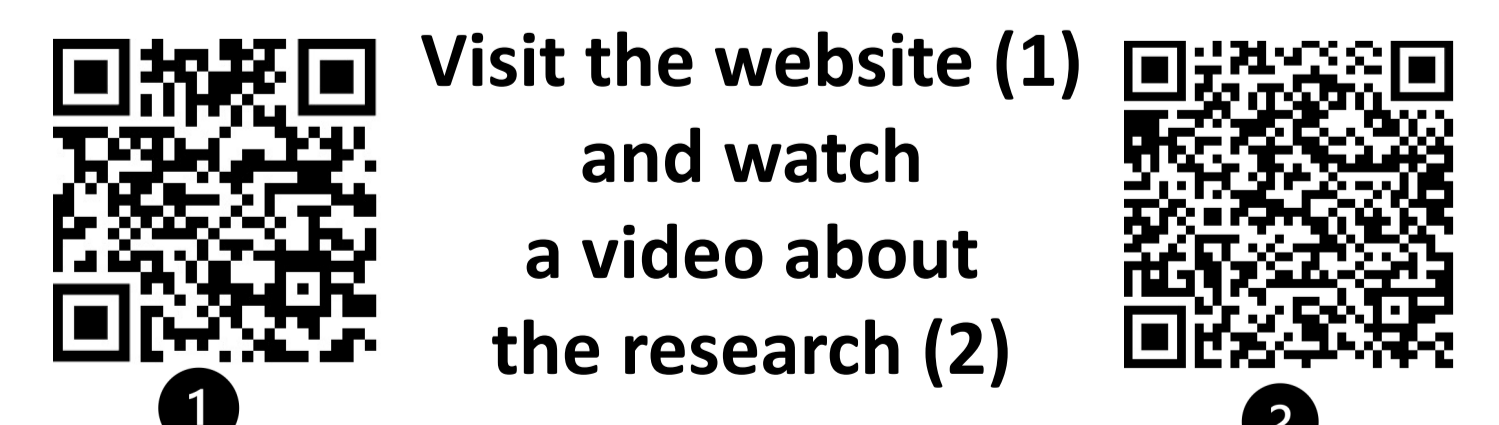 Visit the website (1)
and watch
a video about
the research (2)
1
2